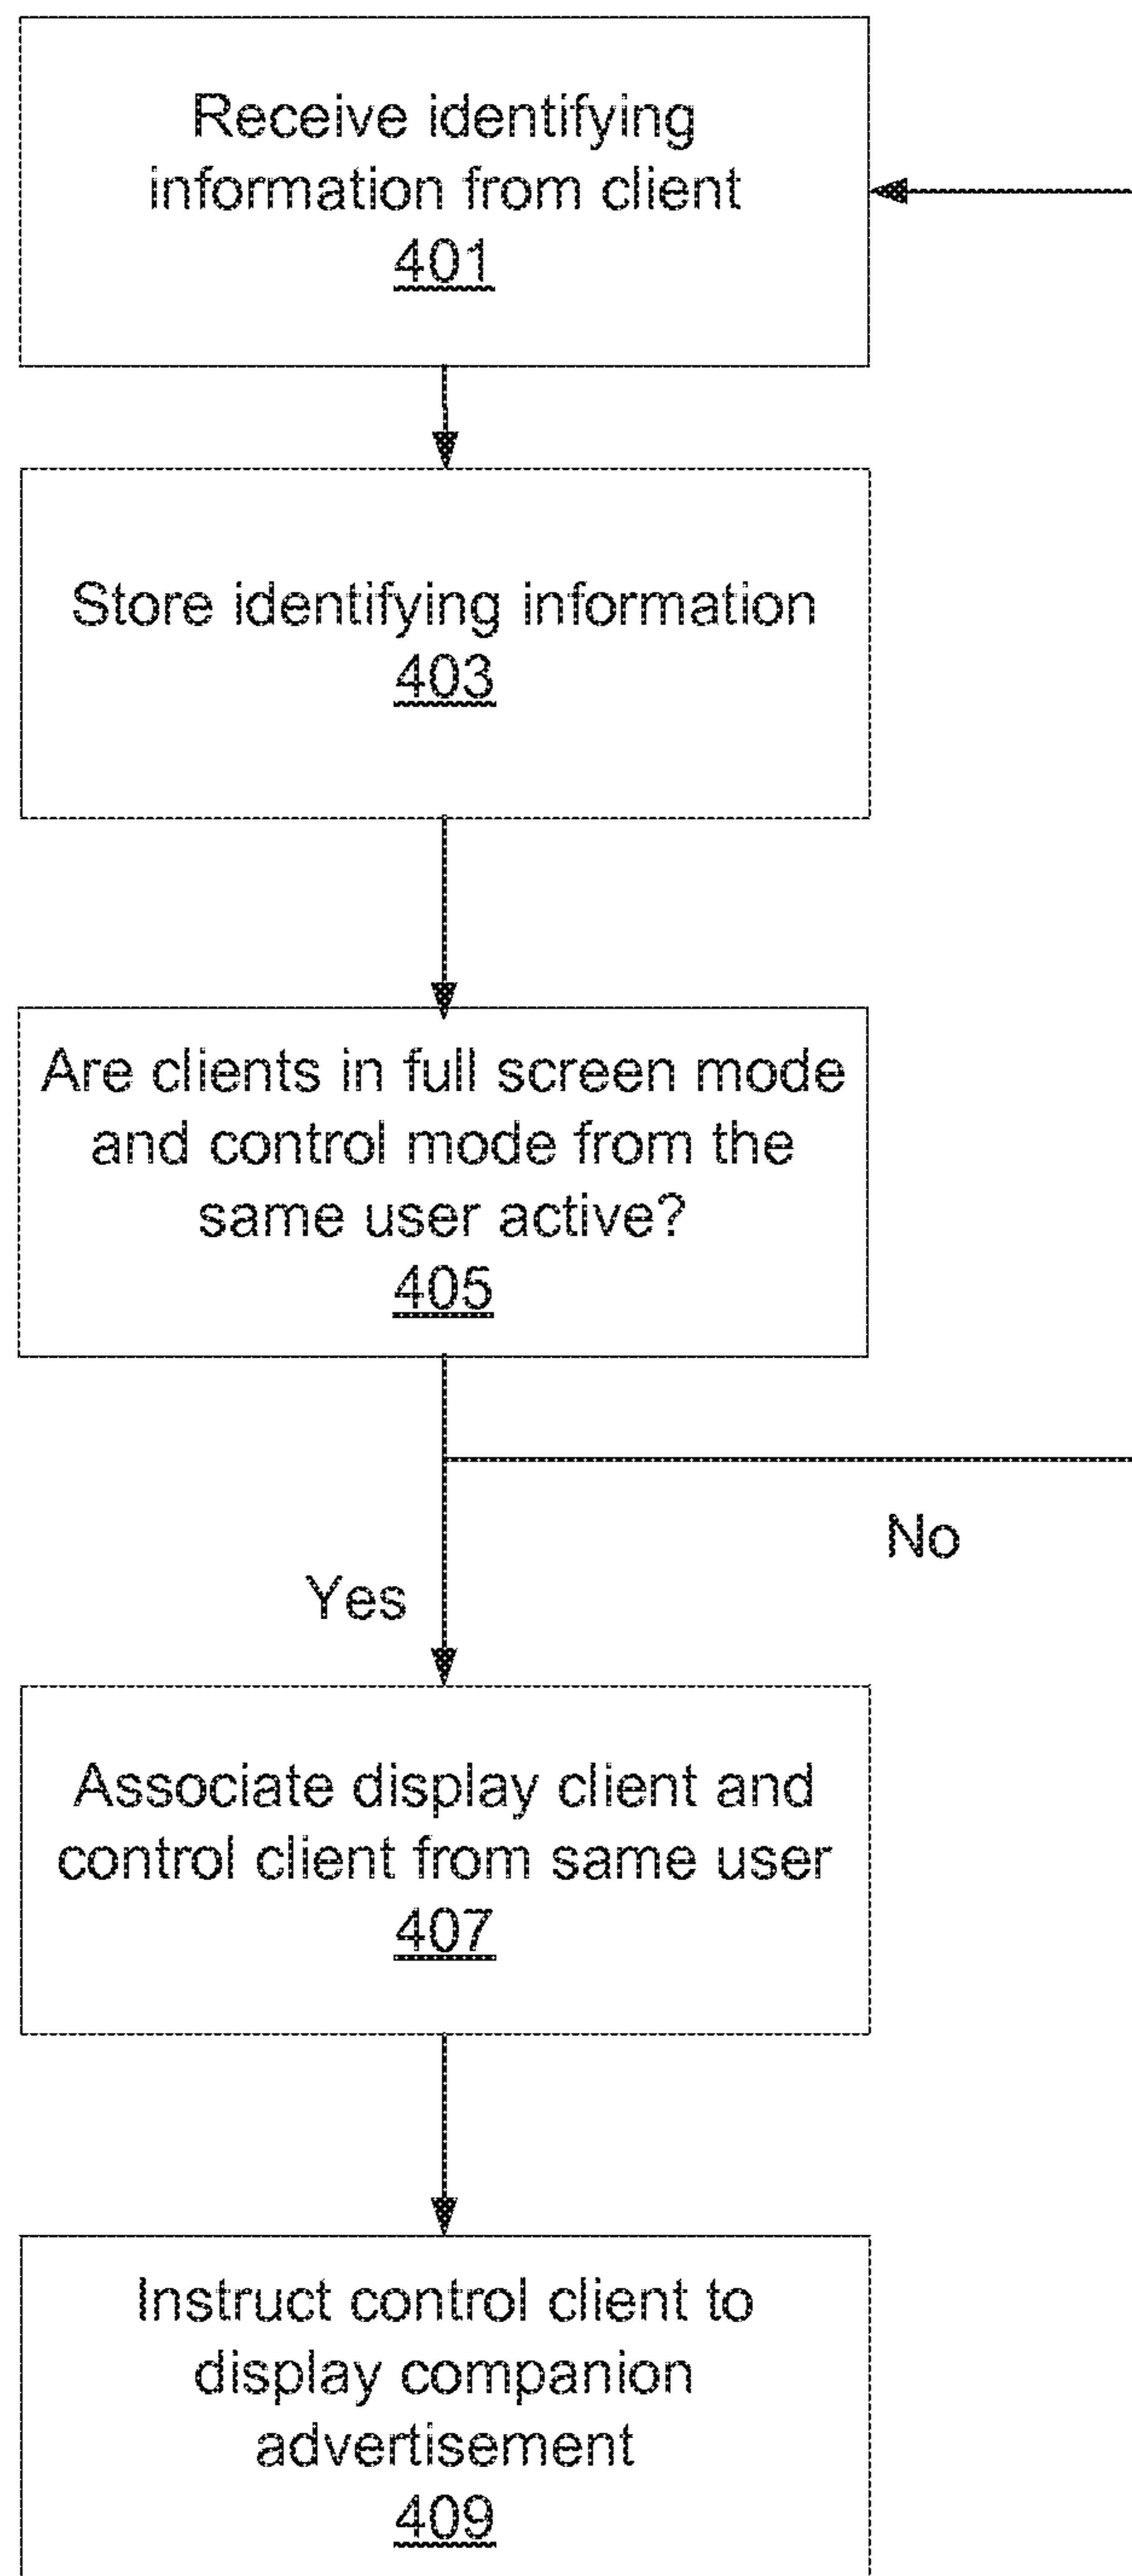 Receive identifying
information from client
401
Store identifying information
403
Are clients in full screen mode
and control mode from the
same user active?
405
No
Yes
Associate display client and
control client from same user
407
Instruct control client to
display companion
advertisement
409